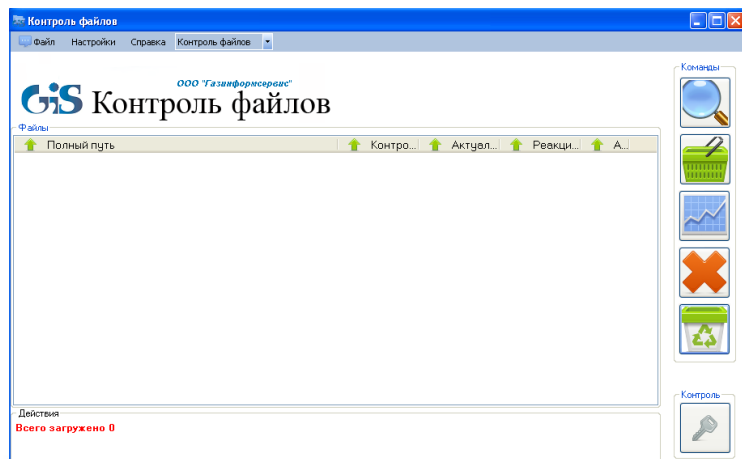 Контроль файлов
Файл Настройки Справка Контроль файлов
Команды
ООО "Газинформсервис"
GiS Контроль файлов
Файлы
Полный путь Контро... Актуал... Реакци... А...
Действия
Всего загружено 0
Контроль